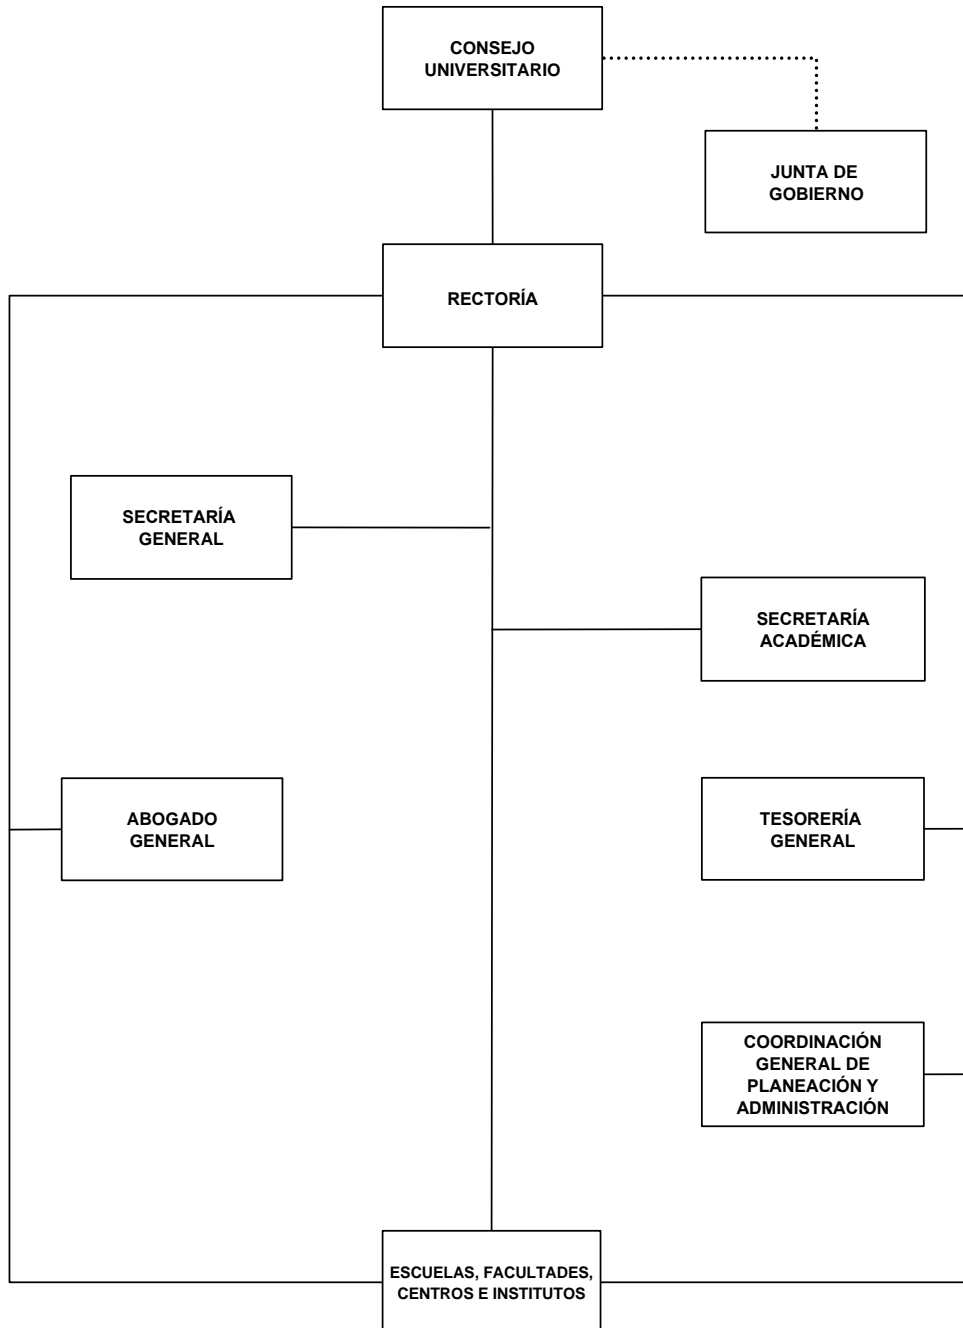 CONSEJO
UNIVERSITARIO
JUNTA DE
GOBIERNO
RECTORÍA
SECRETARÍA
GENERAL
SECRETARÍA
ACADÉMICA
ABOGADO
GENERAL
TESORERÍA
GENERAL
COORDINACIÓN
GENERAL DE
PLANEACIÓN Y
ADMINISTRACIÓN
ESCUELAS, FACULTADES,
CENTROS E INSTITUTOS